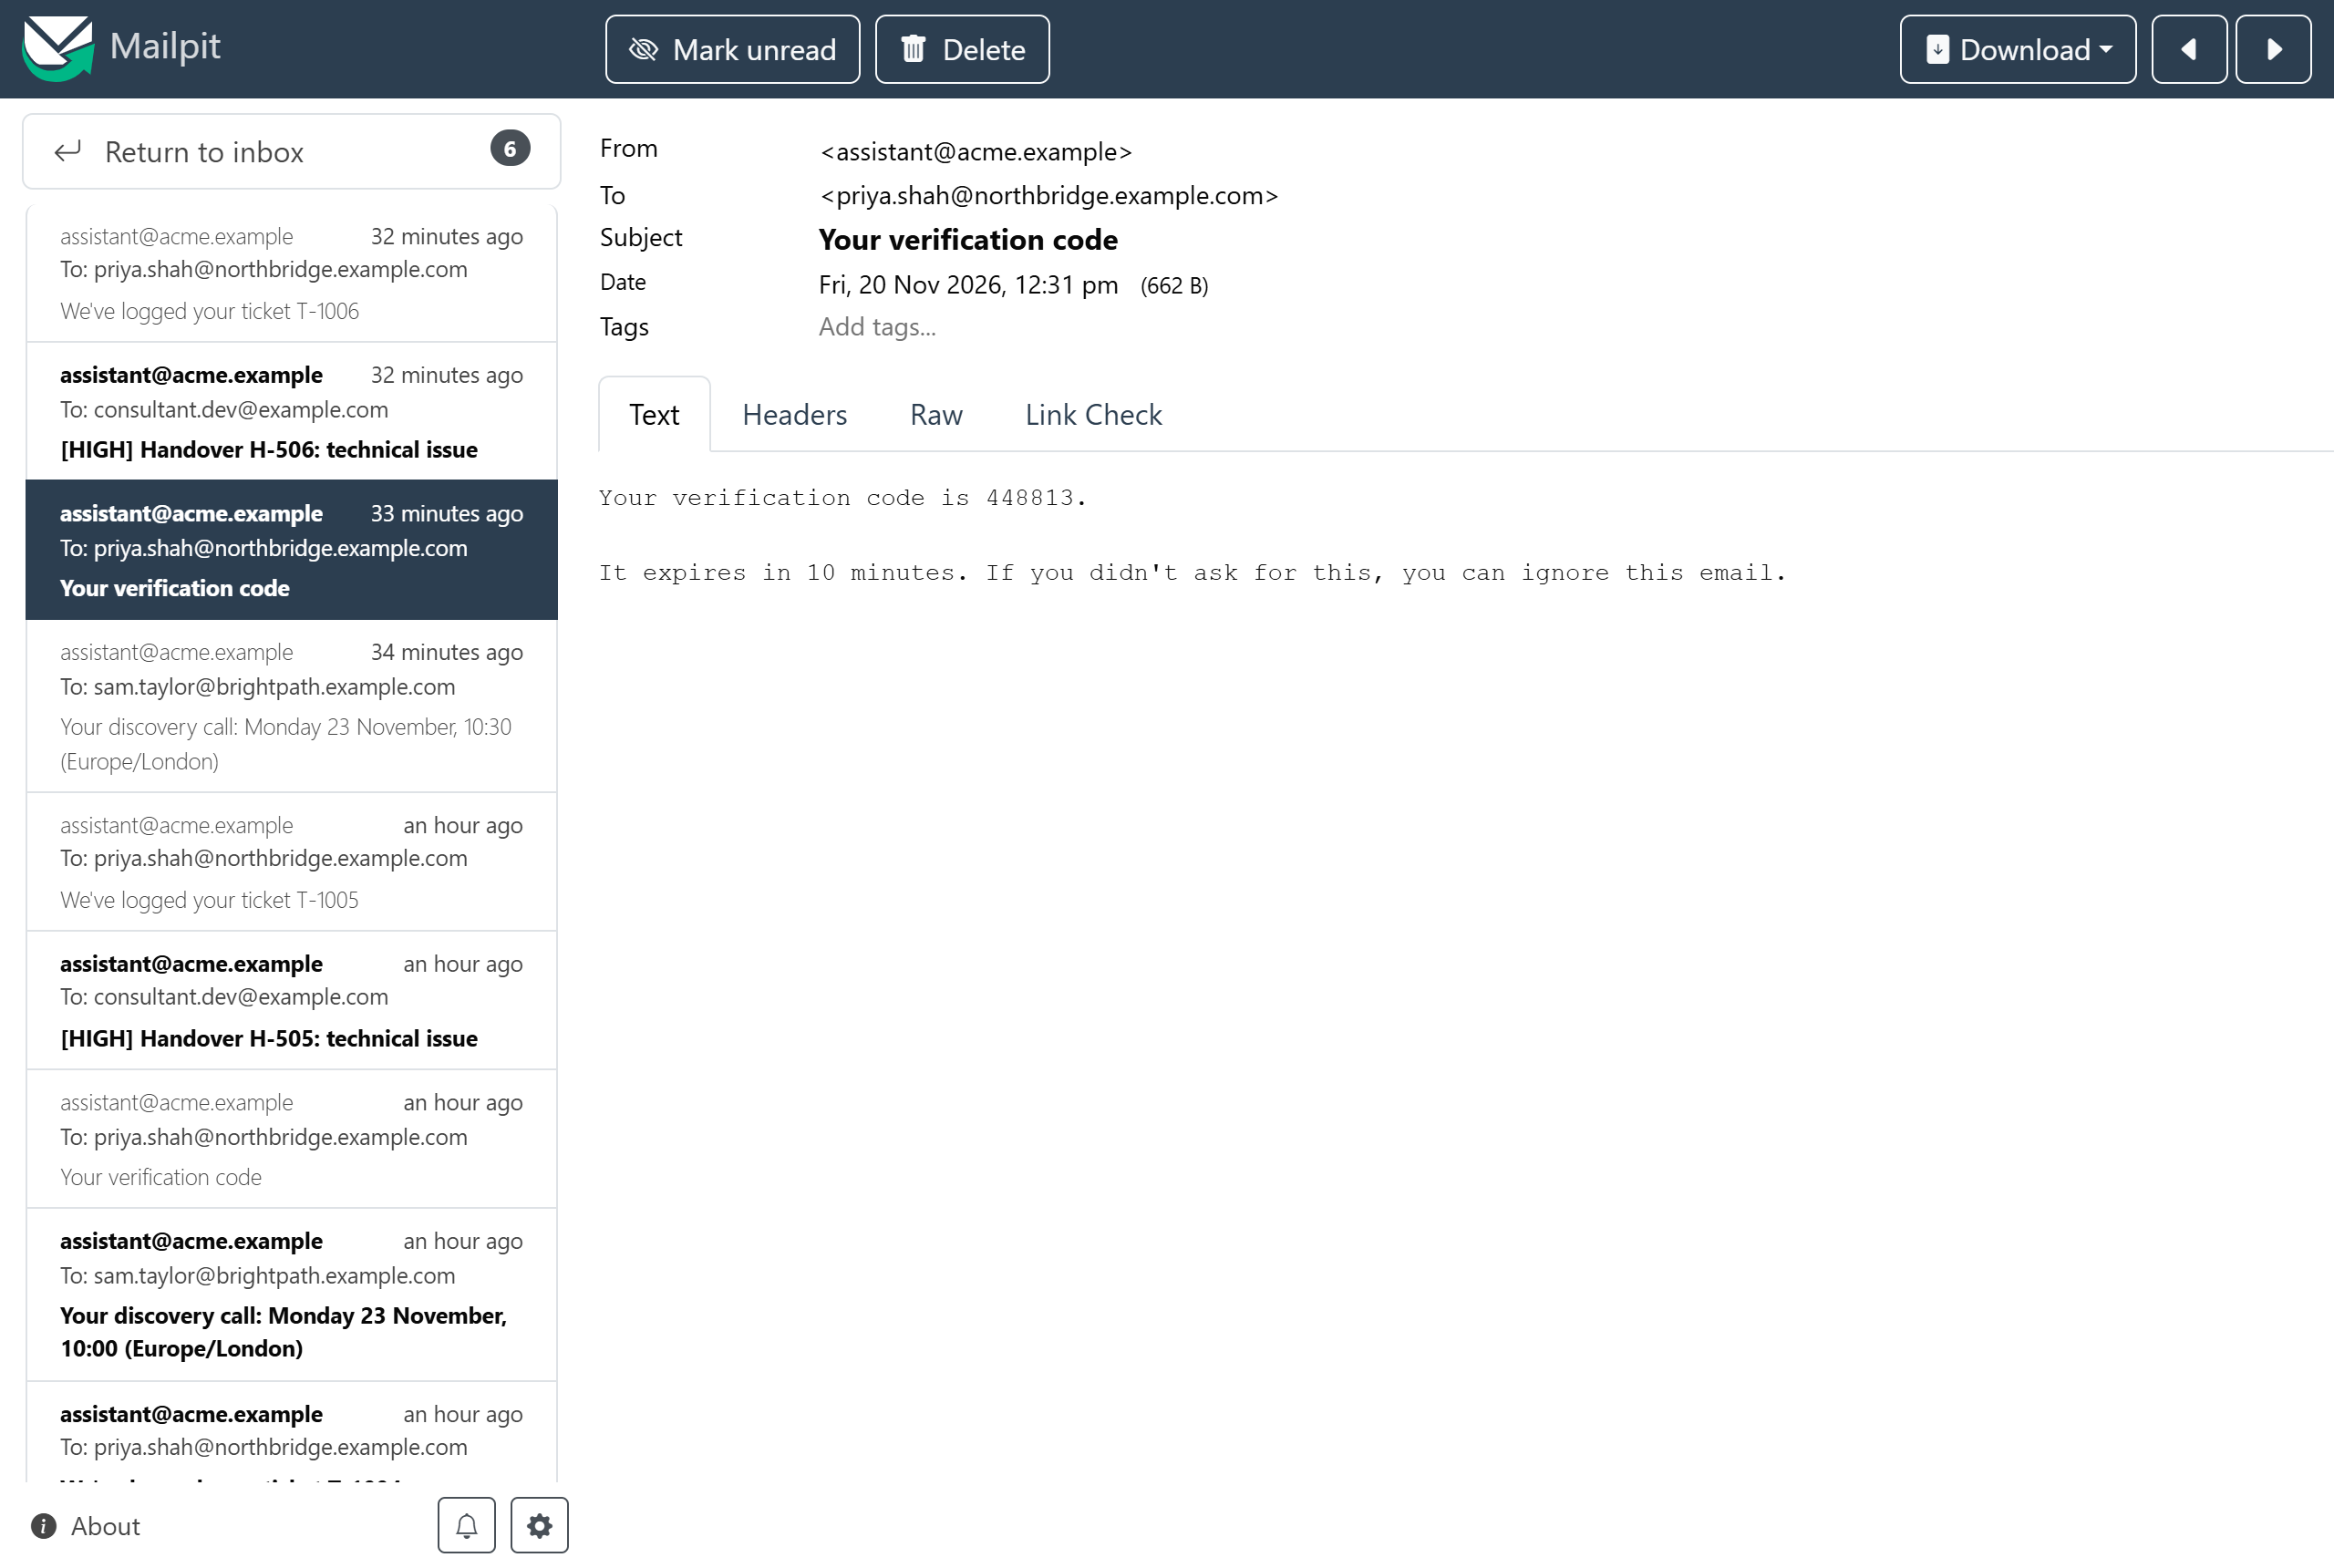 Mailpit
Mark unread
Delete
Download
Return to inbox
6
assistant@acme.example 32 minutes ago
To: priya.shah@northbridge.example.com
We've logged your ticket T-1006
assistant@acme.example 32 minutes ago
To: consultant.dev@example.com
[HIGH] Handover H-506: technical issue
assistant@acme.example 33 minutes ago
To: priya.shah@northbridge.example.com
Your verification code
assistant@acme.example 34 minutes ago
To: sam.taylor@brightpath.example.com
Your discovery call: Monday 23 November, 10:30
(Europe/London)
assistant@acme.example an hour ago
To: priya.shah@northbridge.example.com
We've logged your ticket T-1005
assistant@acme.example an hour ago
To: consultant.dev@example.com
[HIGH] Handover H-505: technical issue
assistant@acme.example an hour ago
To: priya.shah@northbridge.example.com
Your verification code
assistant@acme.example an hour ago
To: sam.taylor@brightpath.example.com
Your discovery call: Monday 23 November,
10:00 (Europe/London)
assistant@acme.example an hour ago
To: priya.shah@northbridge.example.com
About
From <assistant@acme.example>
To <priya.shah@northbridge.example.com>
Subject Your verification code
Date Fri, 20 Nov 2026, 12:31 pm (662 B)
Tags Add tags...
Text Headers Raw Link Check
Your verification code is 448813.
It expires in 10 minutes. If you didn't ask for this, you can ignore this email.